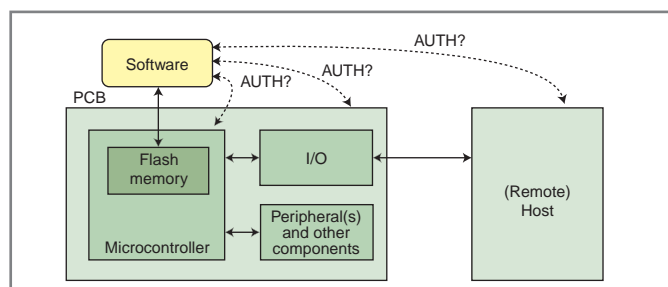 AUTH?
Software
AUTH?
AUTH?
PCB
Flash
memory
I/O
(Remote)
Host
Peripheral(s)
and other
components
Microcontroller